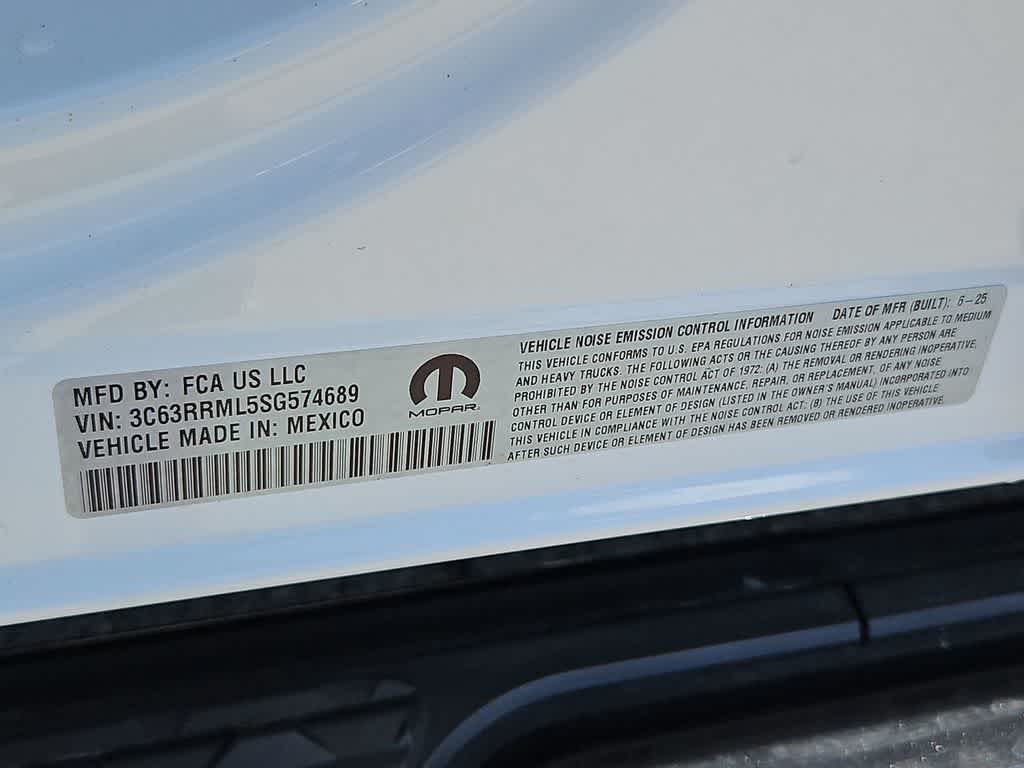 MFD BY: FCA US LLC
VIN: 3C63RRML5SG574689
VEHICLE MADE IN: MEXICO
MOPAR
VEHICLE NOISE EMISSION CONTROL INFORMATION DATE OF MFR (BUILT): 6-25
THIS VEHICLE CONFORMS TO U.S. EPA REGULATIONS FOR NOISE EMISSION APPLICABLE TO MEDIUM
AND HEAVY TRUCKS. THE FOLLOWING ACTS OR THE CAUSING THEREOF BY ANY PERSON ARE
PROHIBITED BY THE NOISE CONTROL ACT OF 1972: (A) THE REMOVAL OR RENDERING INOPERATIVE,
OTHER THAN FOR PURPOSES OF MAINTENANCE, REPAIR, OR REPLACEMENT, OF ANY NOISE
CONTROL DEVICE OR ELEMENT OF DESIGN (LISTED IN THE OWNER'S MANUAL) INCORPORATED INTO
THIS VEHICLE IN COMPLIANCE WITH THE NOISE CONTROL ACT; (B) THE USE OF THIS VEHICLE
AFTER SUCH DEVICE OR ELEMENT OF DESIGN HAS BEEN REMOVED OR RENDERED INOPERATIVE.